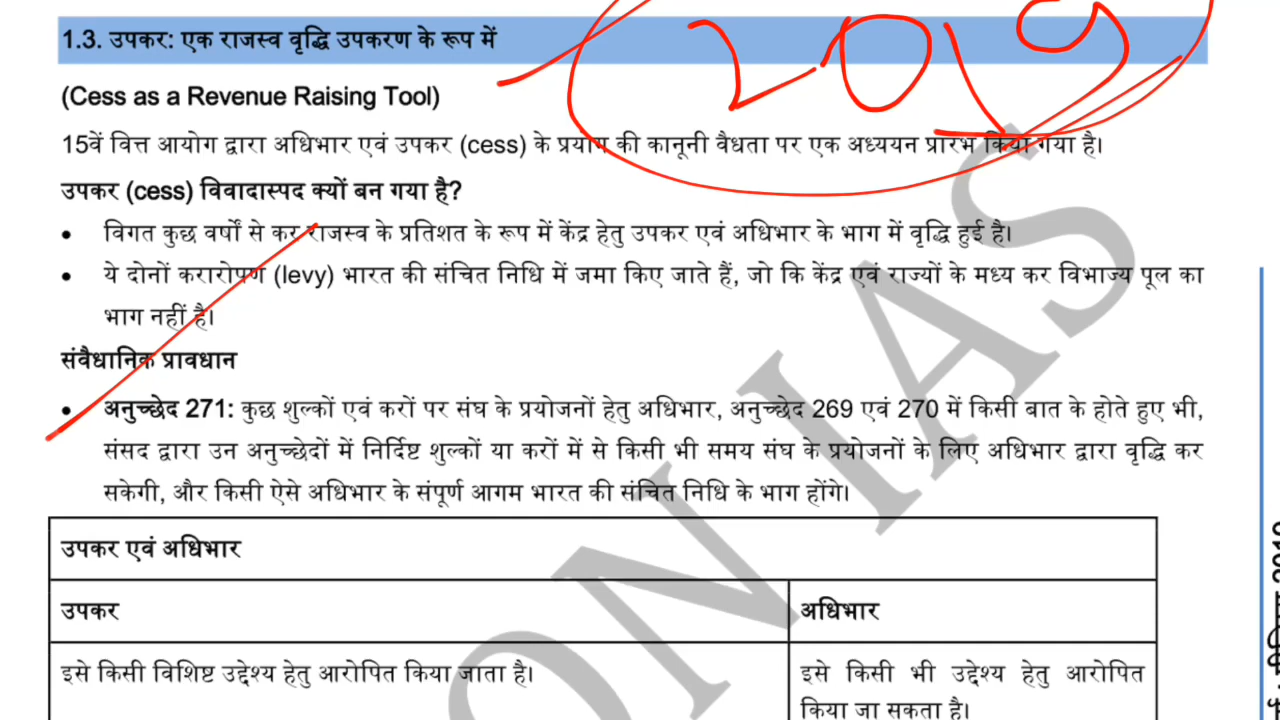 2019
1.3. उपकर: एक राजस्व वृद्धि उपकरण के रूप में
(Cess as a Revenue Raising Tool)
15वें वित्त आयोग द्वारा अधिभार एवं उपकर (cess) के प्रयोग की कानूनी वैधता पर एक अध्ययन प्रारंभ किया गया है।
उपकर (cess) विवादास्पद क्यों बन गया है?
• विगत कुछ वर्षों से कर राजस्व के प्रतिशत के रूप में केंद्र हेतु उपकर एवं अधिभार के भाग में वृद्धि हुई है।
• ये दोनों करारोपण (levy) भारत की संचित निधि में जमा किए जाते हैं, जो कि केंद्र एवं राज्यों के मध्य कर विभाज्य पूल का
भाग नहीं है।
संवैधानिक प्रावधान
• अनुच्छेद 271: कुछ शुल्कों एवं करों पर संघ के प्रयोजनों हेतु अधिभार, अनुच्छेद 269 एवं 270 में किसी बात के होते हुए भी,
संसद द्वारा उन अनुच्छेदों में निर्दिष्ट शुल्कों या करों में से किसी भी समय संघ के प्रयोजनों के लिए अधिभार द्वारा वृद्धि कर
सकेगी, और किसी ऐसे अधिभार के संपूर्ण आगम भारत की संचित निधि के भाग होंगे।
उपकर एवं अधिभार
उपकर
अधिभार
इसे किसी विशिष्ट उद्देश्य हेतु आरोपित किया जाता है।
इसे किसी भी उद्देश्य हेतु आरोपित
किया जा सकता है।
ON IAS